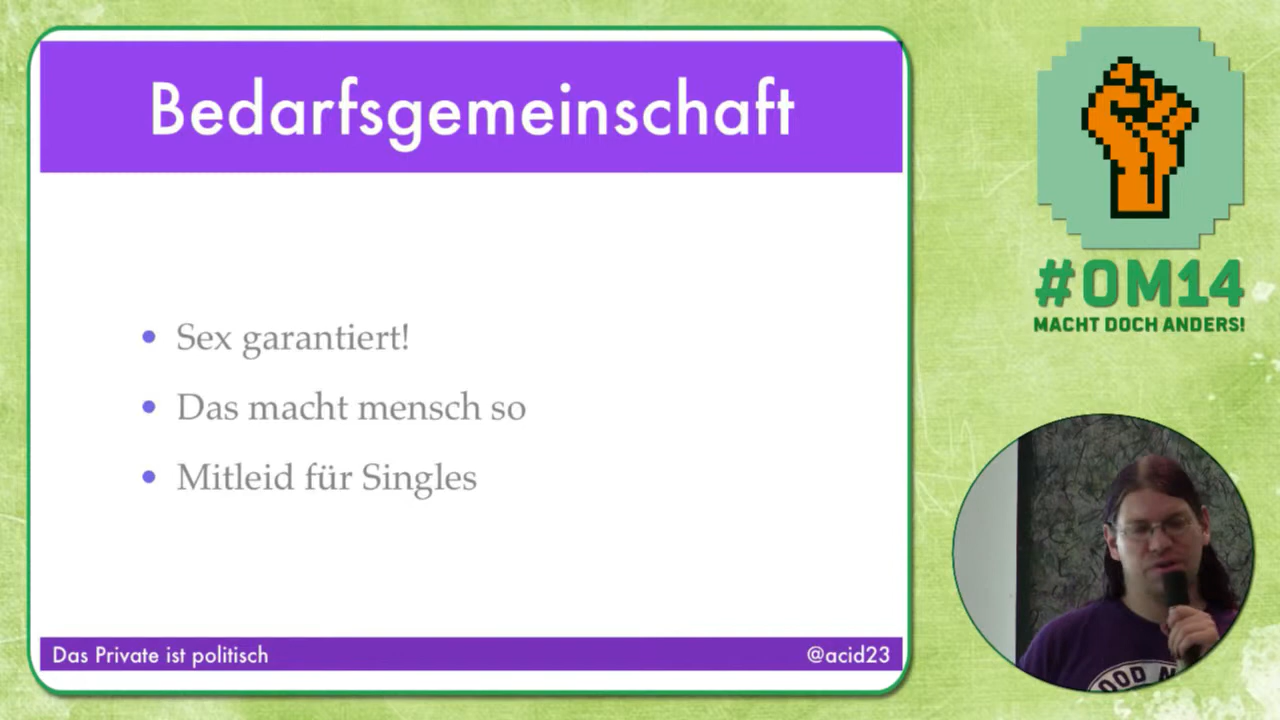 Bedarfsgemeinschaft
• Sex garantiert!
• Das macht mensch so
• Mitleid für Singles
Das Private ist politisch
@acid23
#OM14
MACHT DOCH ANDERS!
OOD